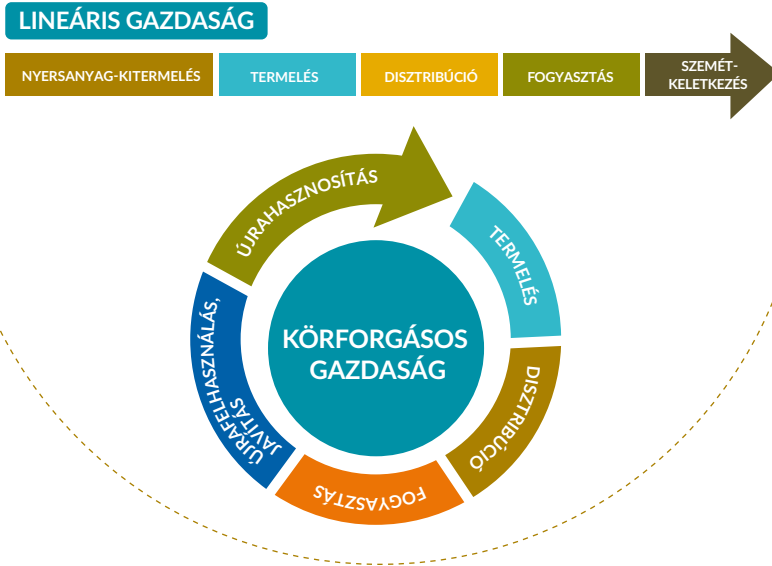 LINEÁRIS GAZDASÁG
NYERSANYAG-KITERMELÉS
TERMELÉS
DISZTRIBÚCIÓ
FOGYASZTÁS
SZEMÉT-
KELETKEZÉS
ÚJRAHASZNOSÍTÁS
TERMELÉS
DISZTRIBÚCIÓ
FOGYASZTÁS
ÚJRAFELHASZNÁLÁS,
JAVÍTÁS
KÖRFORGÁSOS
GAZDASÁG